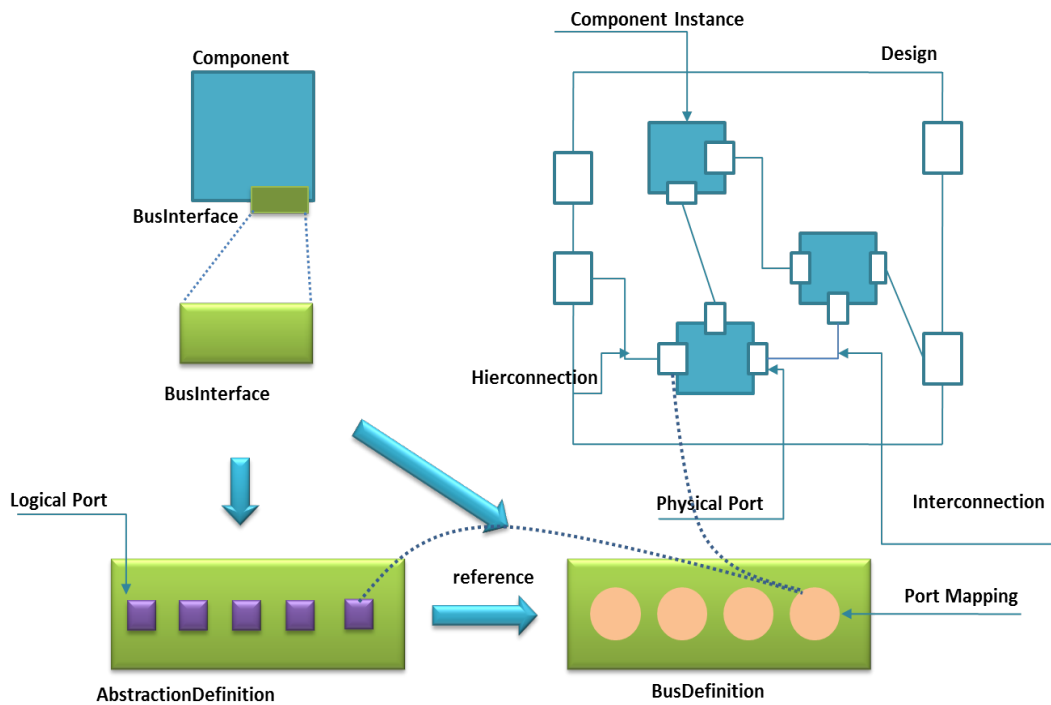 Component Instance
Component
Design
BusInterface
BusInterface
Hierconnection
Logical Port
Physical Port
Interconnection
reference
Port Mapping
AbstractionDefinition
BusDefinition